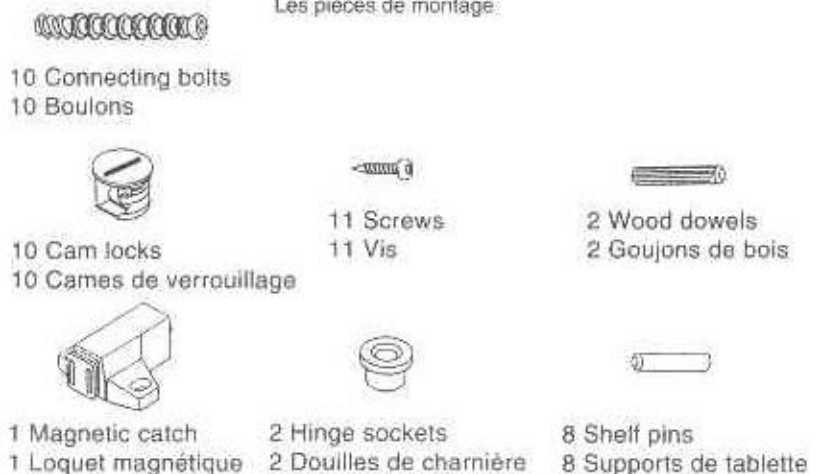 Les pièces de montage
10 Connecting bolts
10 Boulons
10 Cam locks
10 Cames de verrouillage
11 Screws
11 Vis
2 Wood dowels
2 Goujons de bois
1 Magnetic catch
1 Loquet magnétique
2 Hinge sockets
2 Douilles de charnière
8 Shelf pins
8 Supports de tablette